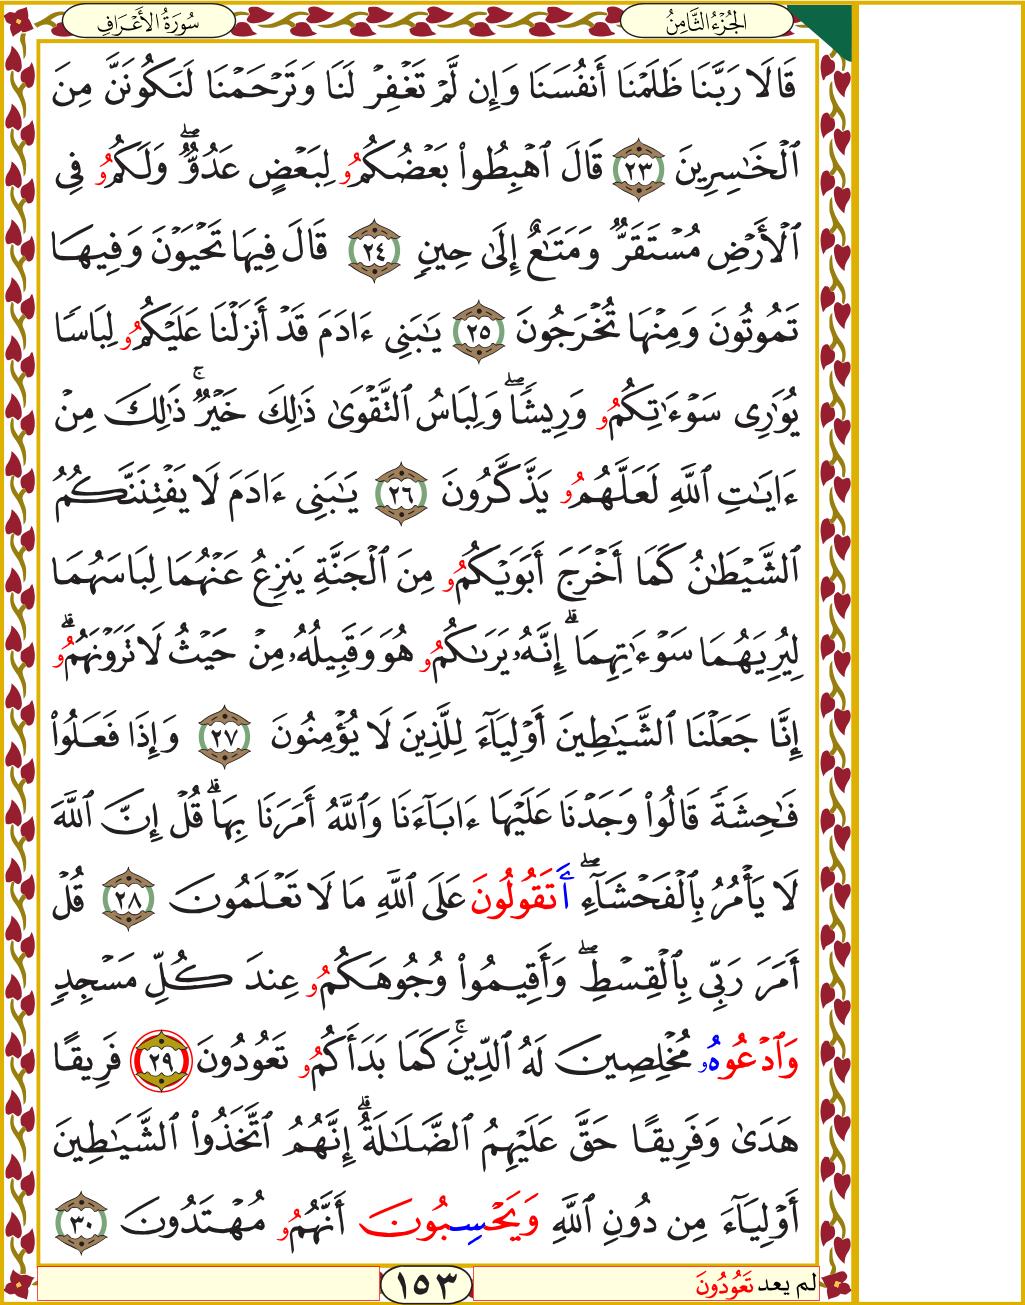 الجُزْءُ الثَّامِنُ
سُورَةُ الأَعْرَافِ
قَالَا رَبَّنَا ظَلَمْنَا أَنفُسَنَا وَإِن لَّمْ تَغْفِرْ لَنَا وَتَرْحَمْنَا لَنَكُونَنَّ مِنَ
ٱلْخَٰسِرِينَ ٢٣ قَالَ ٱهْبِطُوا۟ بَعْضُكُمُۥ لِبَعْضٍ عَدُوٌّ ۖ وَلَكُمُۥ فِى
ٱلْأَرْضِ مُسْتَقَرٌّ وَمَتَٰعٌ إِلَىٰ حِينٍ ٢٤ قَالَ فِيهَا تَحْيَوْنَ وَفِيهَا
تَمُوتُونَ وَمِنْهَا تُخْرَجُونَ ٢٥ يَٰبَنِى ءَادَمَ قَدْ أَنزَلْنَا عَلَيْكُمُۥ لِبَاسًا
يُوَٰرِى سَوْءَٰتِكُمُۥ وَرِيشًا ۖ وَلِبَاسُ ٱلتَّقْوَىٰ ذَٰلِكَ خَيْرٌ ۚ ذَٰلِكَ مِنْ
ءَايَٰتِ ٱللَّهِ لَعَلَّهُمُۥ يَذَّكَّرُونَ ٢٦ يَٰبَنِى ءَادَمَ لَا يَفْتِنَنَّكُمُ
ٱلشَّيْطَٰنُ كَمَا أَخْرَجَ أَبَوَيْكُمُۥ مِنَ ٱلْجَنَّةِ يَنزِعُ عَنْهُمَا لِبَاسَهُمَا
لِيُرِيَهُمَا سَوْءَٰتِهِمَا ۗ إِنَّهُۥ يَرَىٰكُمُۥ هُوَ وَقَبِيلُهُۥ مِنْ حَيْثُ لَا تَرَوْنَهُمُۥ ۗ
إِنَّا جَعَلْنَا ٱلشَّيَٰطِينَ أَوْلِيَآءَ لِلَّذِينَ لَا يُؤْمِنُونَ ٢٧ وَإِذَا فَعَلُوا۟
فَٰحِشَةً قَالُوا۟ وَجَدْنَا عَلَيْهَا ءَابَآءَنَا وَٱللَّهُ أَمَرَنَا بِهَا ۗ قُلْ إِنَّ ٱللَّهَ
لَا يَأْمُرُ بِٱلْفَحْشَآءِ ۖ أَتَقُولُونَ عَلَى ٱللَّهِ مَا لَا تَعْلَمُونَ ٢٨ قُلْ
أَمَرَ رَبِّى بِٱلْقِسْطِ ۖ وَأَقِيمُوا۟ وُجُوهَكُمُۥ عِندَ كُلِّ مَسْجِدٍ
وَٱدْعُوهُۥ مُخْلِصِينَ لَهُ ٱلدِّينَ ۚ كَمَا بَدَأَكُمُۥ تَعُودُونَ ٢٩ فَرِيقًا
هَدَىٰ وَفَرِيقًا حَقَّ عَلَيْهِمُ ٱلضَّلَٰلَةُ ۗ إِنَّهُمُ ٱتَّخَذُوا۟ ٱلشَّيَٰطِينَ
أَوْلِيَآءَ مِن دُونِ ٱللَّهِ وَيَحْسِبُونَ أَنَّهُمُۥ مُهْتَدُونَ ٣٠
لم يعد تَعُودُونَ
١٥٣